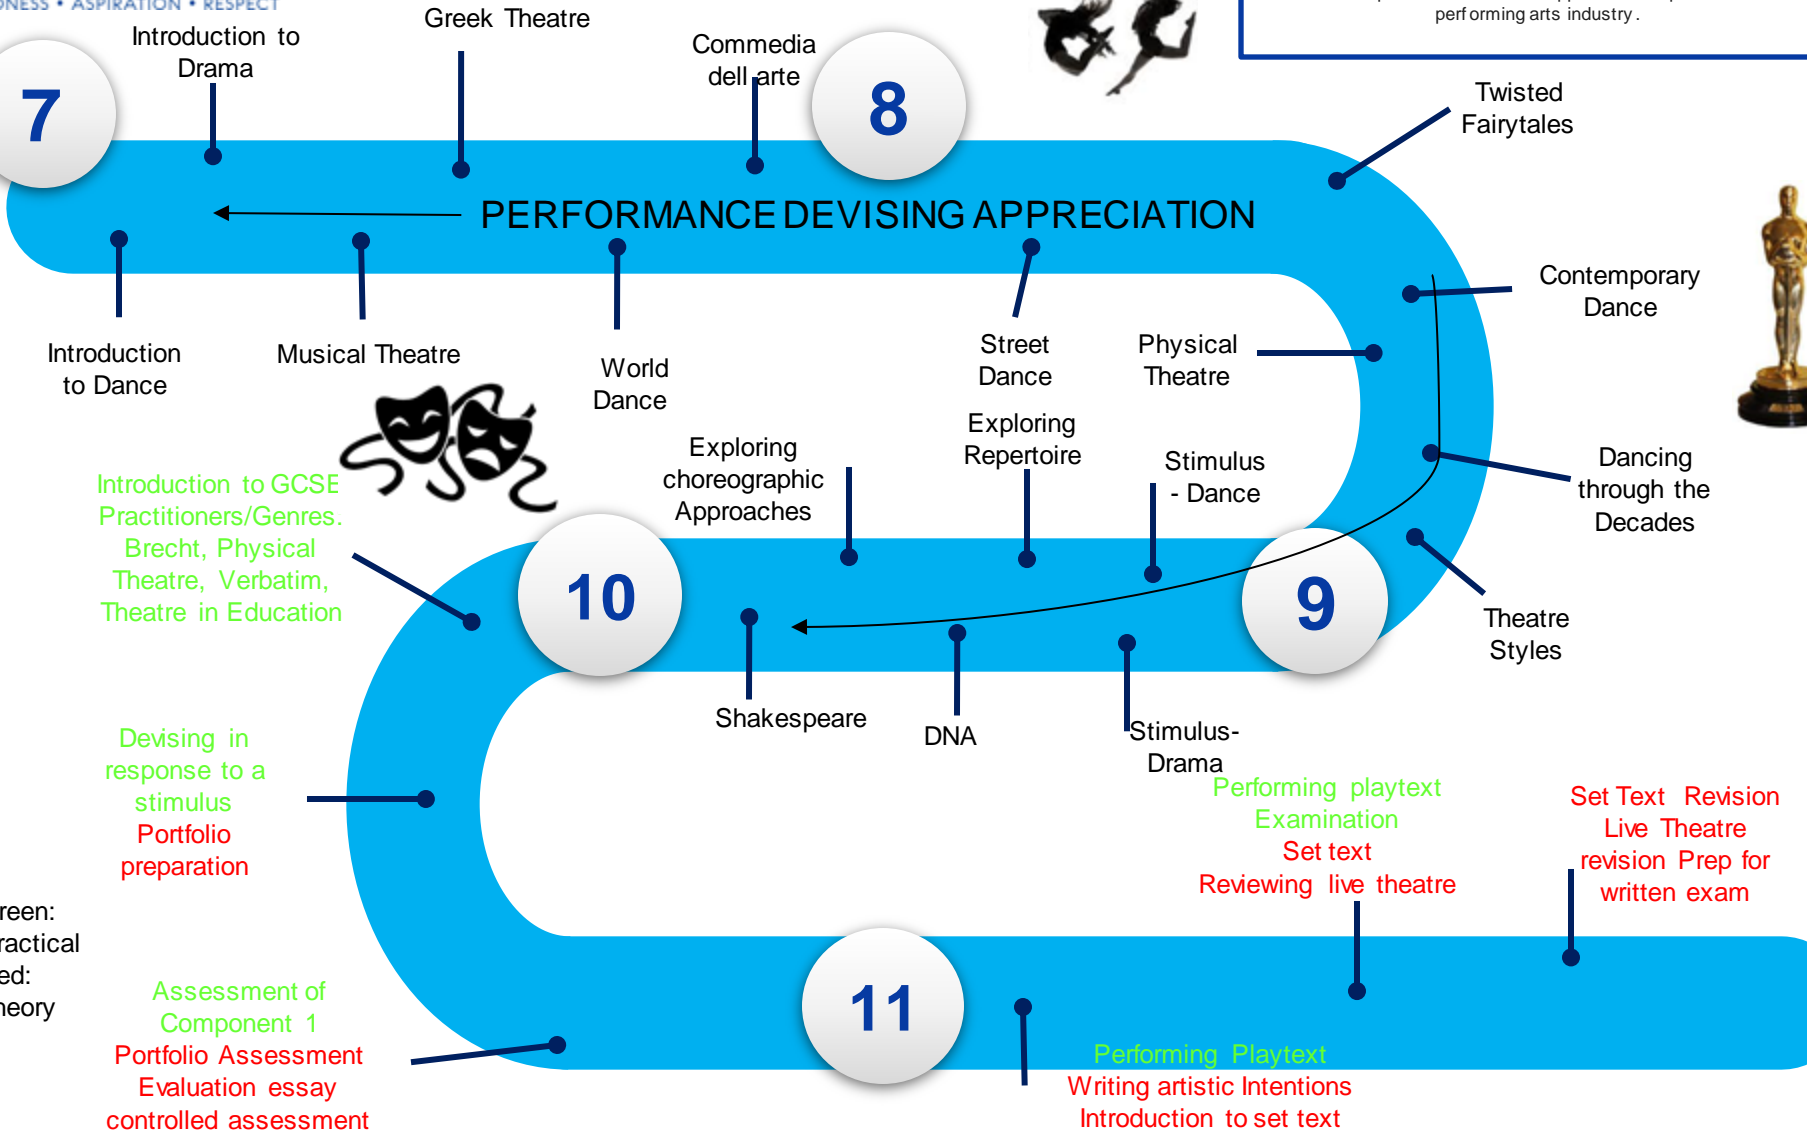 • ASPIRATION • RESPECT
performing arts industry.
Greek Theatre
Introduction to
Drama
Commedia
dell arte
7
8
Twisted
Fairytales
PERFORMANCE DEVISING APPRECIATION
Contemporary
Dance
Introduction
to Dance
Musical Theatre
World
Dance
Street
Dance
Physical
Theatre
Exploring
choreographic
Approaches
Exploring
Repertoire
Stimulus
- Dance
Dancing
through the
Decades
Introduction to GCSE
Practitioners/Genres.
Brecht, Physical
Theatre, Verbatim,
Theatre in Education
10
9
Theatre
Styles
Shakespeare
DNA
Stimulus-
Drama
Devising in
response to a
stimulus
Portfolio
preparation
Performing playtext
Examination
Set text
Reviewing live theatre
Set Text Revision
Live Theatre
revision Prep for
written exam
reen:
ractical
ed:
heory
Assessment of
Component 1
Portfolio Assessment
Evaluation essay
controlled assessment
11
Performing Playtext
Writing artistic Intentions
Introduction to set text